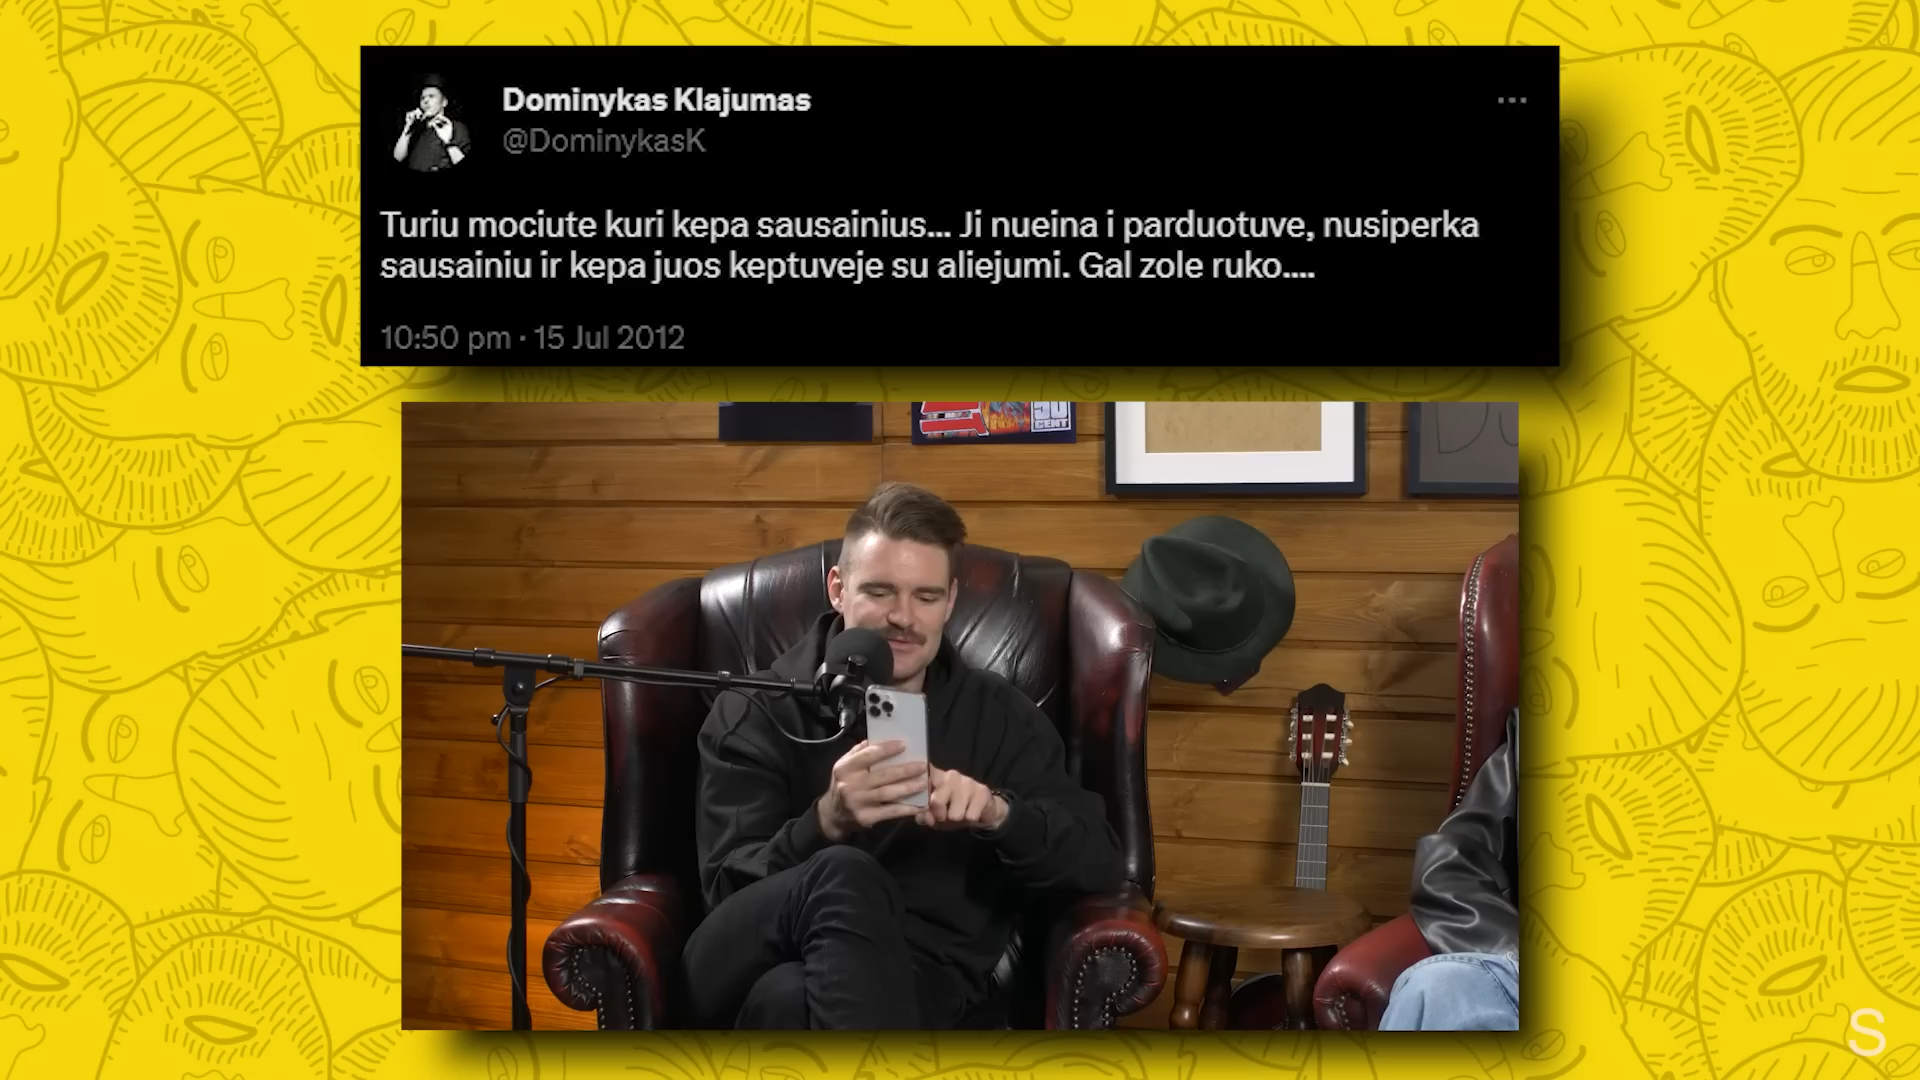 Dominykas Klajumas
@DominykasK
Turiu mociute kuri kepa sausainius... Ji nueina i parduotuve, nusiperka
sausainiu ir kepa juos keptuveje su aliejumi. Gal zole ruko....
10:50 pm · 15 Jul 2012
50
CENT
S